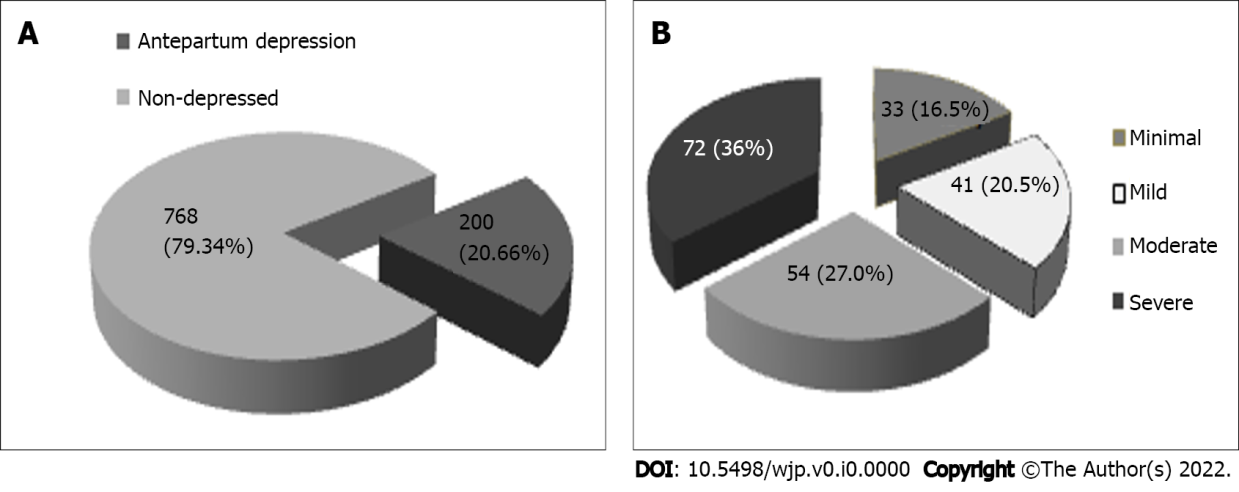 A
Antepartum depression
Non-depressed
768
(79.34%)
200
(20.66%)
B
33 (16.5%)
72 (36%)
41 (20.5%)
54 (27.0%)
Minimal
Mild
Moderate
Severe
DOI: 10.5498/wjp.v0.i0.0000 Copyright ©The Author(s) 2022.